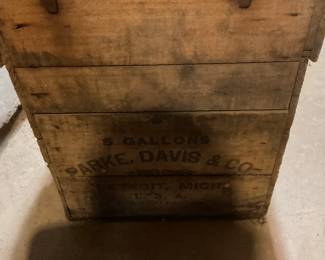 5 GALLONS
PARKE, DAVIS & CO
DETROIT, MICH.
U.S.A.